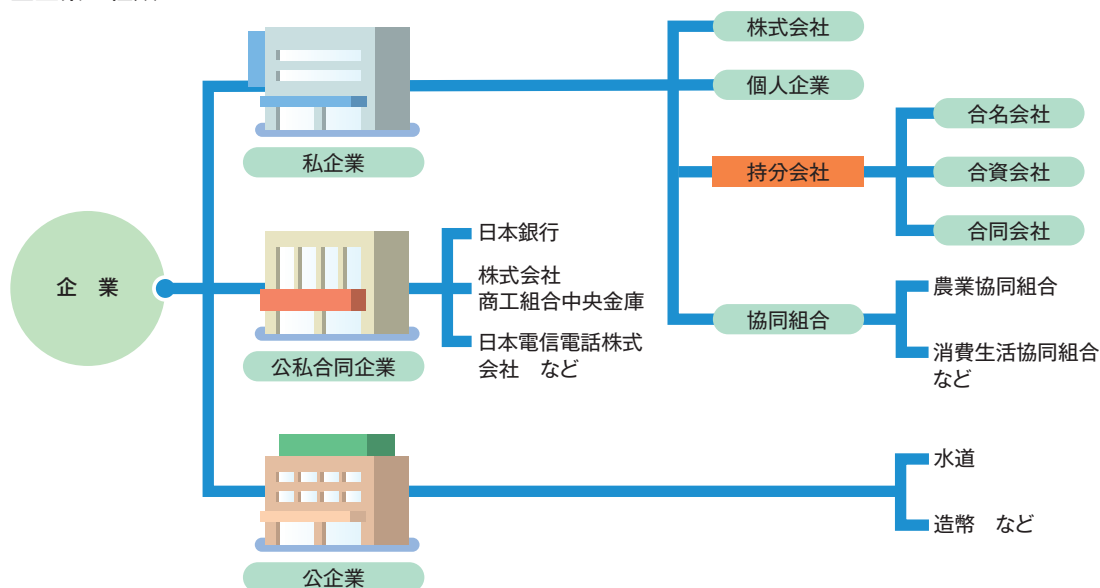 株式会社
個人企業
合名会社
私企業
持分会社
合資会社
合同会社
企　業
日本銀行
株式会社
商工組合中央金庫
日本電信電話株式
会社　など
公私合同企業
協同組合
農業協同組合
消費生活協同組合
など
水道
造幣　など
公企業